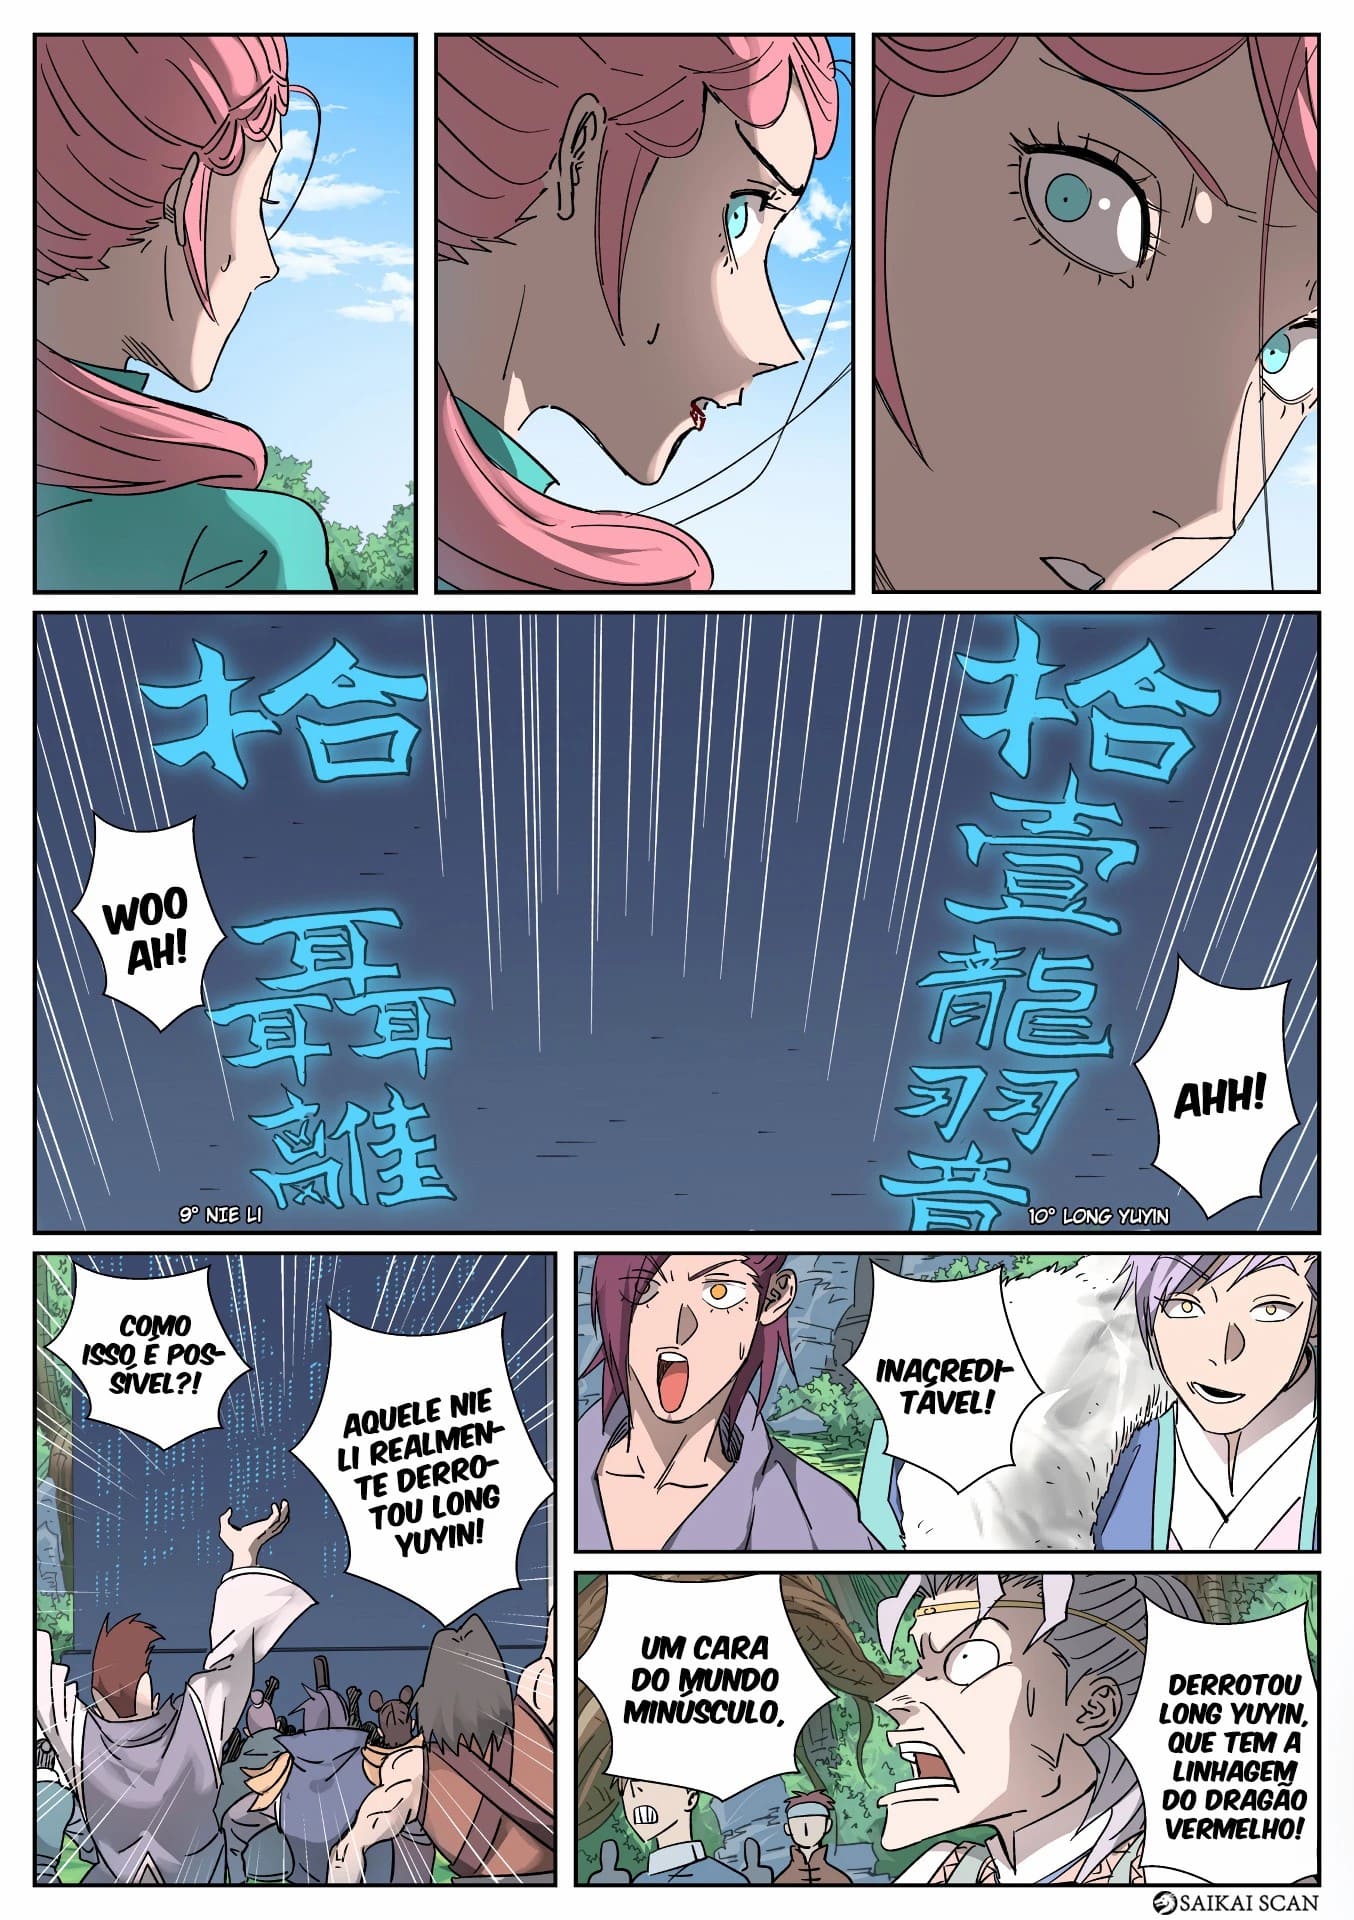 拾
聶
離
拾
壹
龍
羽
音
WOO
AH!
AHH!
9° NIE LI
10° LONG YUYIN
COMO
ISSO É POS-
SÍVEL?!
AQUELE NIE
LI REALMEN-
TE DERRO-
TOU LONG
YUYIN!
INACREDI-
TÁVEL!
UM CARA
DO MUNDO
MINÚSCULO,
DERROTOU
LONG YUYIN,
QUE TEM A
LINHAGEM
DO DRAGÃO
VERMELHO!
SAIKAI SCAN